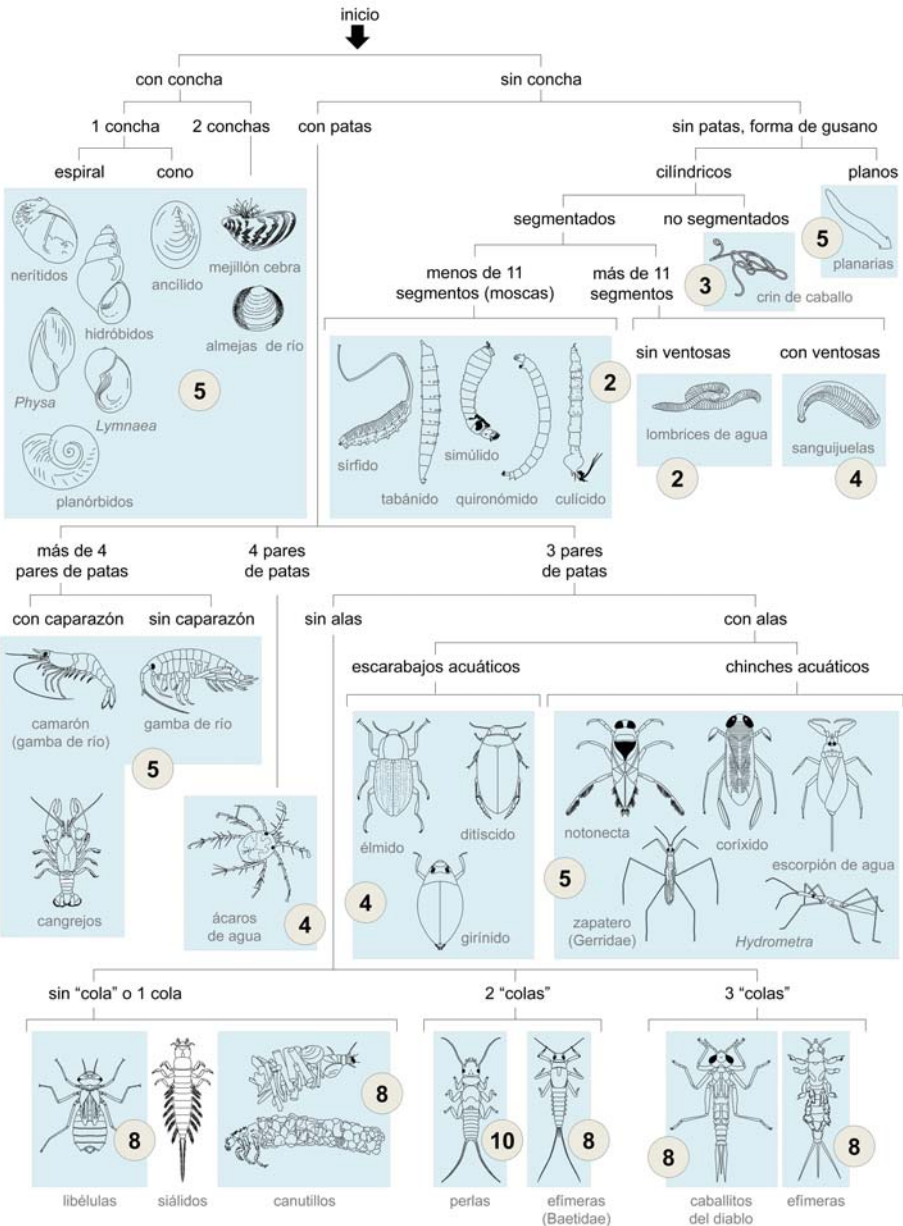 inicio
con concha
sin concha
1 concha
2 conchas
con patas
sin patas, forma de gusano
espiral
cono
cilíndricos
planos
segmentados
no segmentados
nerítidos
hidróbidos
ancílido
mejillón cebra
almejas de río
Physa
Lymnaea
planórbidos
5
menos de 11
segmentos (moscas)
más de 11
segmentos
3
crin de caballo
5
planarias
sírfido
tabánido
simúlido
quironómido
culícido
2
sin ventosas
con ventosas
lombrices de agua
2
sanguijuelas
4
más de 4
pares de patas
4 pares
de patas
3 pares
de patas
con caparazón
sin caparazón
sin alas
con alas
camarón
(gamba de río)
gamba de río
5
cangrejos
ácaros
de agua
4
escarabajos acuáticos
chinches acuáticos
élmido
ditíscido
4
girínido
notonecta
coríxido
escorpión de agua
5
zapatero
(Gerridae)
Hydrometra
sin “cola” o 1 cola
2 “colas”
3 “colas”
8
8
10
8
8
8
libélulas
siálidos
canutillos
perlas
efímeras
(Baetidae)
caballitos
del diablo
efímeras